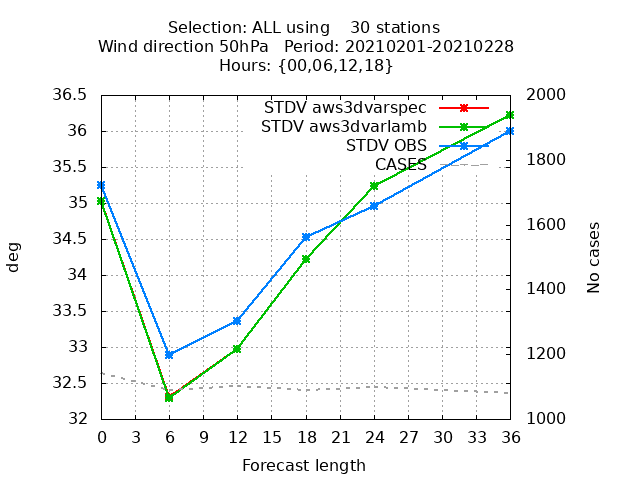 Selection: ALL using    30 stations
Wind direction 50hPa   Period: 20210201-20210228
Hours: {00,06,12,18}
36.5
36
35.5
35
34.5
34
33.5
33
32.5
32
deg
STDV aws3dvarspec
STDV aws3dvarlamb
STDV OBS
CASES
2000
1800
1600
1400
1200
1000
No cases
0 3 6 9 12 15 18 21 24 27 30 33 36
Forecast length